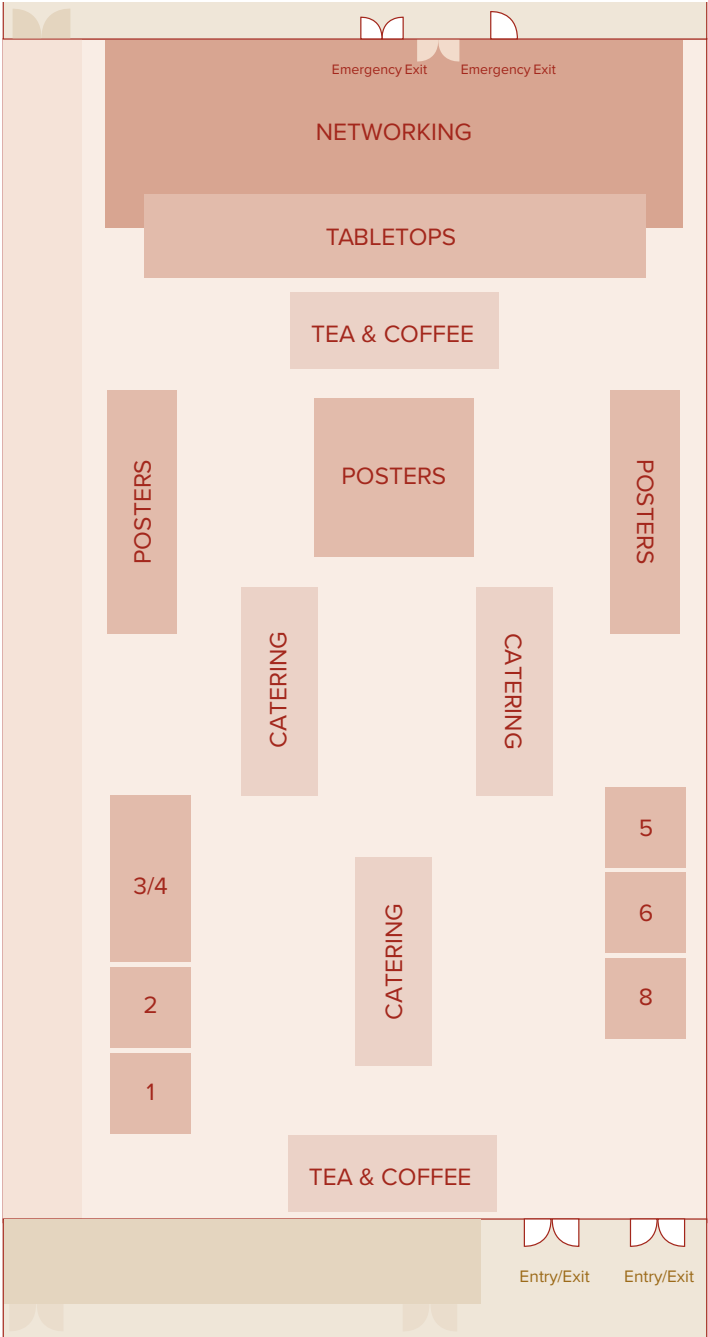 Emergency Exit
Emergency Exit
NETWORKING
TABLETOPS
TEA & COFFEE
POSTERS
POSTERS
POSTERS
CATERING
CATERING
3/4
5
CATERING
6
2
8
1
TEA & COFFEE
Entry/Exit
Entry/Exit